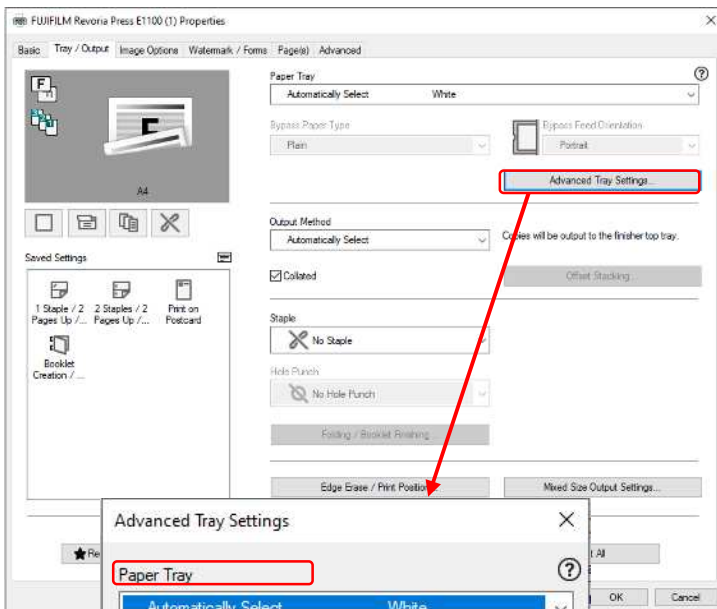 FUJIFILM Revoria Press E1100 (1) Properties
Basic Tray / Output Image Options Watermark / Forms Page(s) Advanced
Paper Tray
Automatically Select White
Bypass Paper Type
Bypass Feed Orientation
Plain
Portrait
A4
Advanced Tray Settings...
Output Method
Automatically Select
Copies will be output to the finisher top tray.
Saved Settings
Collated
Offset Stacking...
1 Staple / 2 Pages Up /...
2 Staples / 2 Pages Up /...
Print on Postcard
Booklet Creation / ...
Staple
No Staple
Hole Punch
No Hole Punch
Folding / Booklet Finishing...
Edge Erase / Print Position
Mixed Size Output Settings...
Advanced Tray Settings
Paper Tray
Automatically Select White
OK Cancel